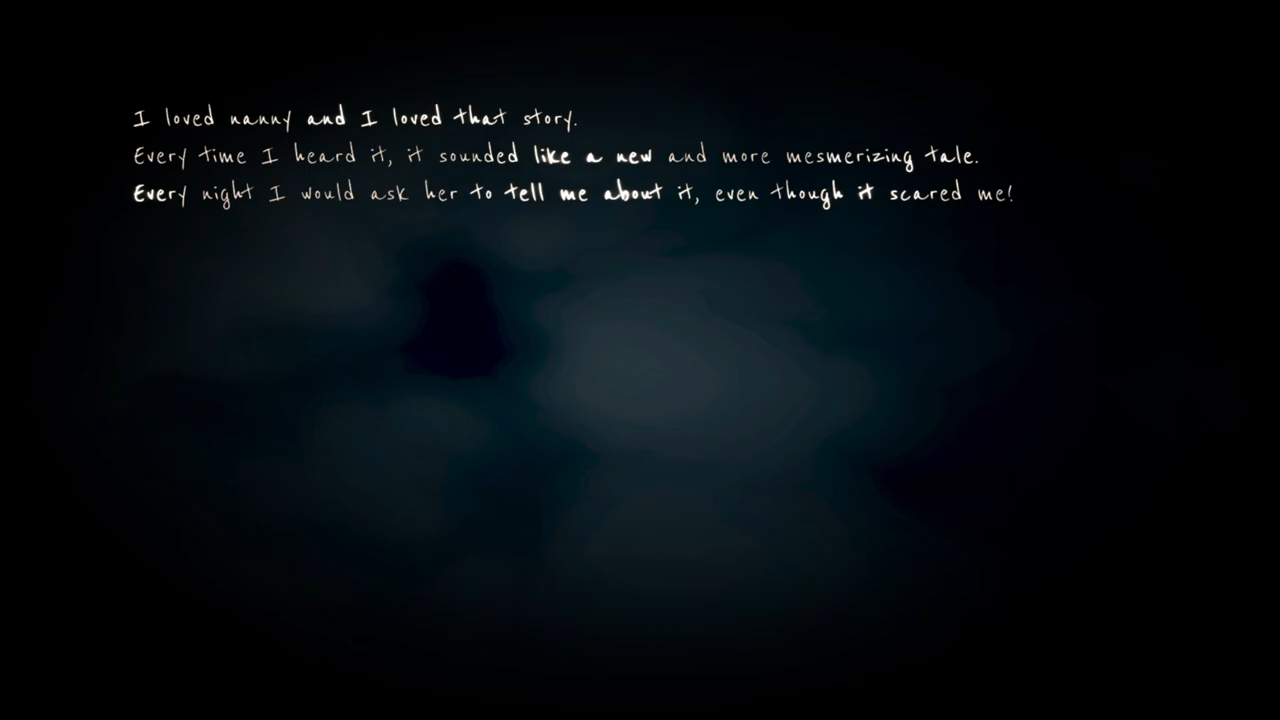 I loved nanny and I loved that story.
Every time I heard it, it sounded like a new and more mesmerizing tale.
Every night I would ask her to tell me about it, even though it scared me!